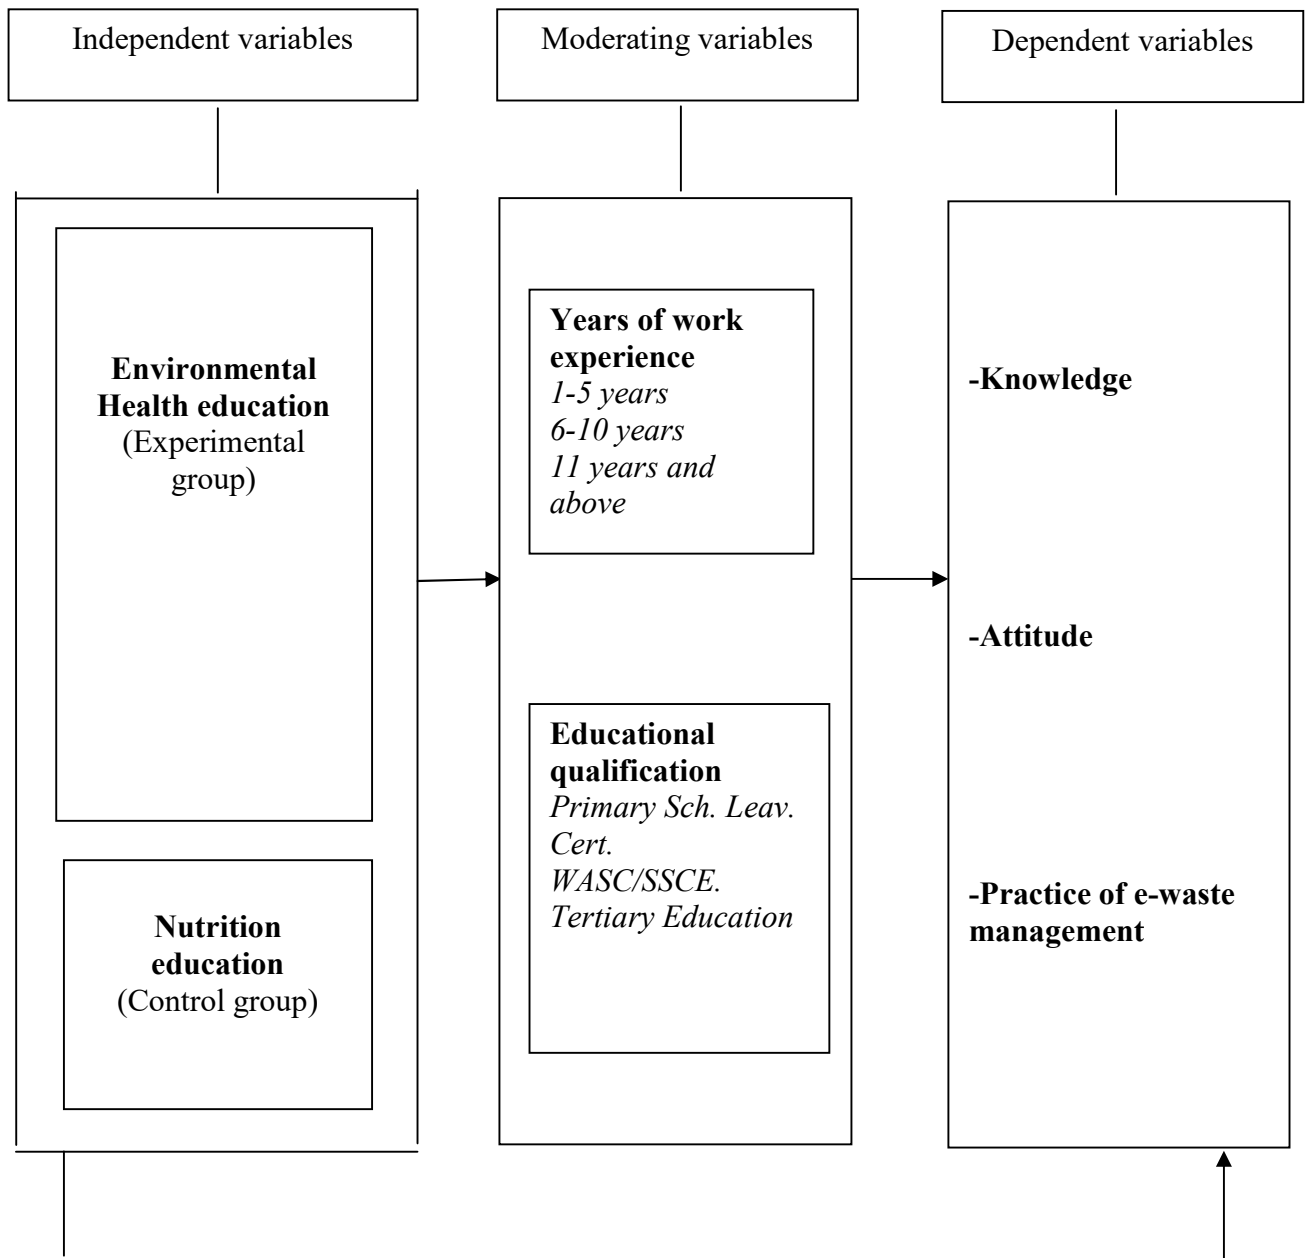 Independent variables
Moderating variables
Dependent variables
Environmental
Health education
(Experimental
group)
Nutrition
education
(Control group)
Years of work
experience
1-5 years
6-10 years
11 years and
above
Educational
qualification
Primary Sch. Leav.
Cert.
WASC/SSCE.
Tertiary Education
-Knowledge
-Attitude
-Practice of e-waste
management